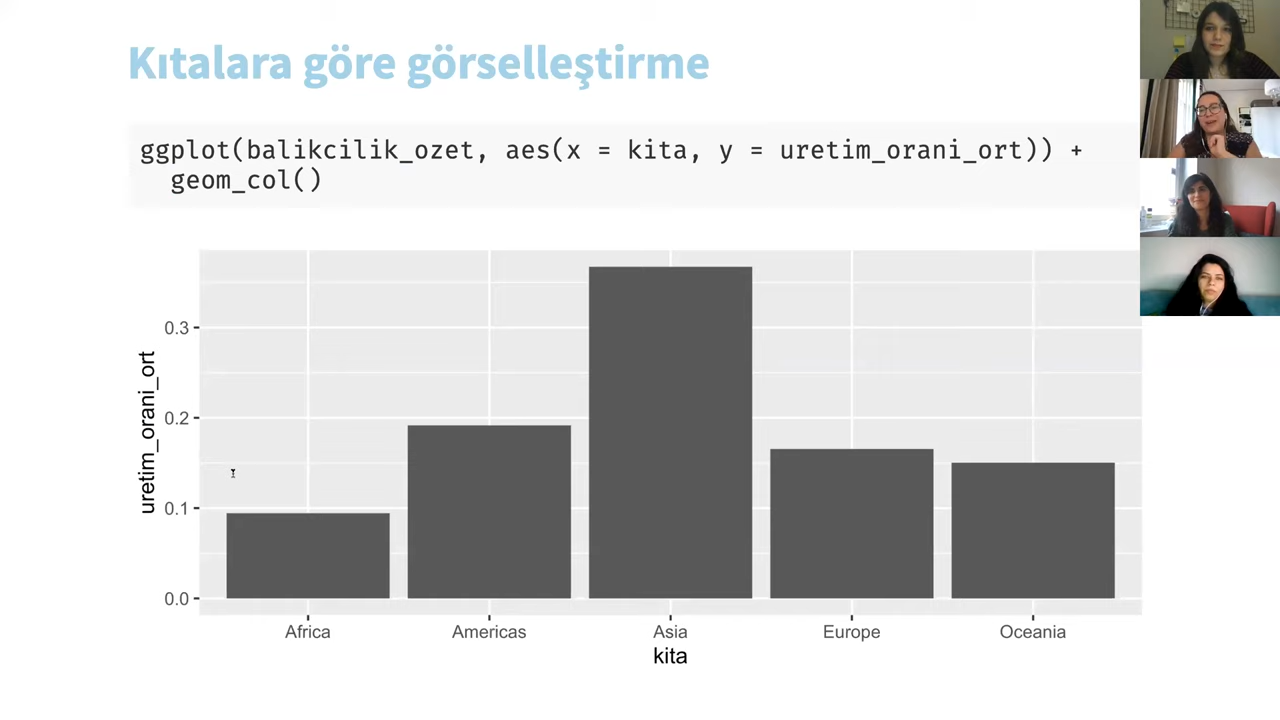 Kıtalara göre görselleştirme
ggplot(balikcilik_ozet, aes(x = kita, y = uretim_orani_ort)) +
  geom_col()
uretim_orani_ort
0.3
0.2
0.1
0.0
Africa Americas Asia Europe Oceania
kita